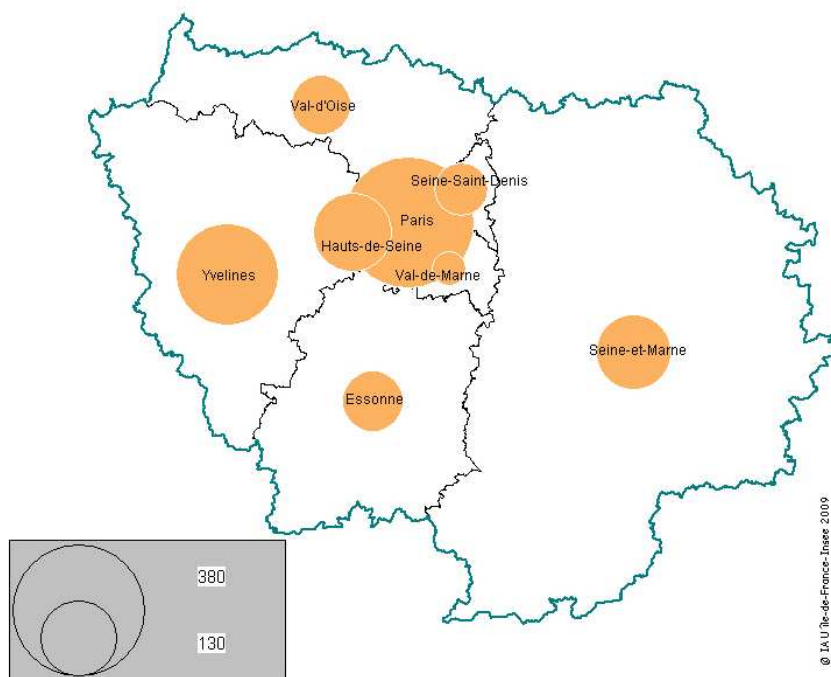 Val-d'Oise
Seine-Saint-Denis
Paris
Hauts-de-Seine
Yvelines
Val-de-Marne
Seine-et-Marne
Essonne
380
130
© IAU île-de-France-Insee 2009